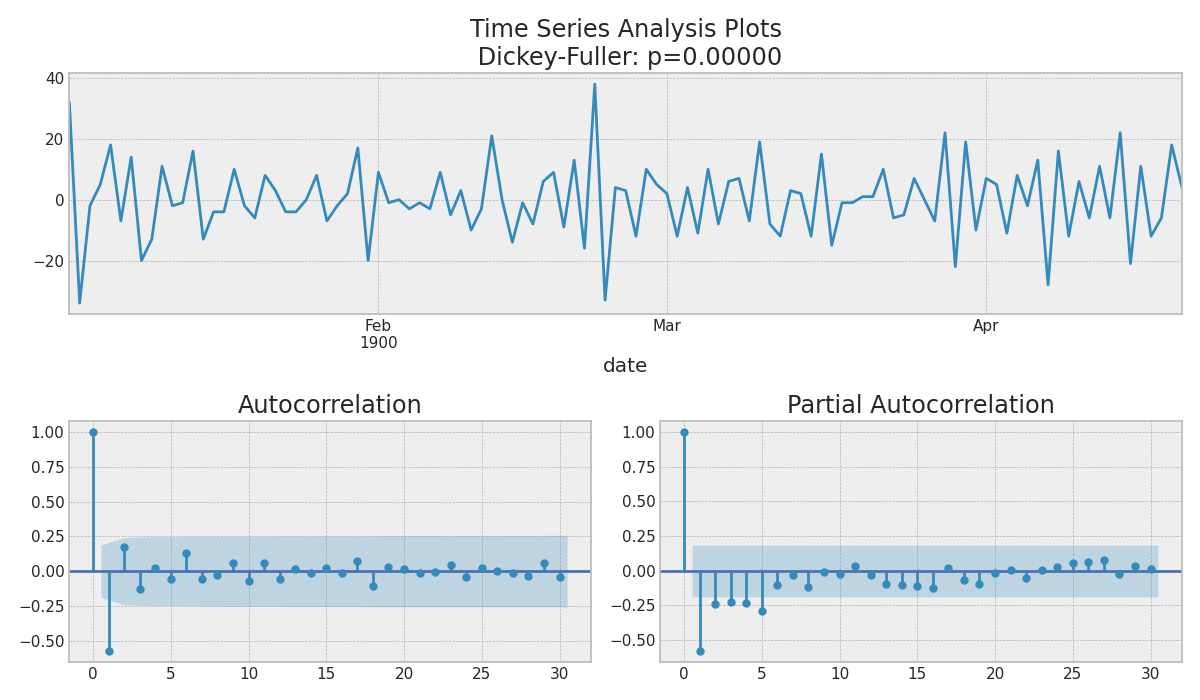 Time Series Analysis Plots
Dickey-Fuller: p=0.00000
40
20
0
−20
Feb
1900
Mar
Apr
date
Autocorrelation
1.00
0.75
0.50
0.25
0.00
−0.25
−0.50
0 5 10 15 20 25 30
Partial Autocorrelation
1.00
0.75
0.50
0.25
0.00
−0.25
−0.50
0 5 10 15 20 25 30